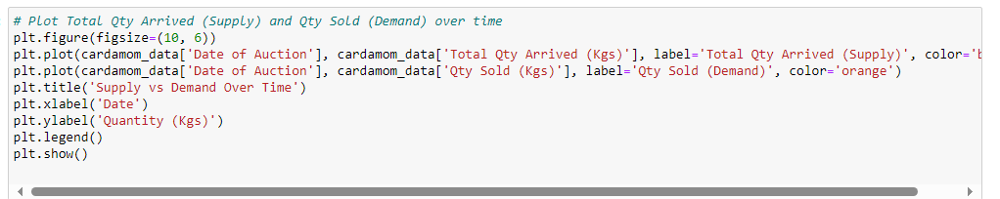 # Plot Total Qty Arrived (Supply) and Qty Sold (Demand) over time
plt.figure(figsize=(10, 6))
plt.plot(cardamom_data['Date of Auction'], cardamom_data['Total Qty Arrived (Kgs)'], label='Total Qty Arrived (Supply)', color='b
plt.plot(cardamom_data['Date of Auction'], cardamom_data['Qty Sold (Kgs)'], label='Qty Sold (Demand)', color='orange')
plt.title('Supply vs Demand Over Time')
plt.xlabel('Date')
plt.ylabel('Quantity (Kgs)')
plt.legend()
plt.show()